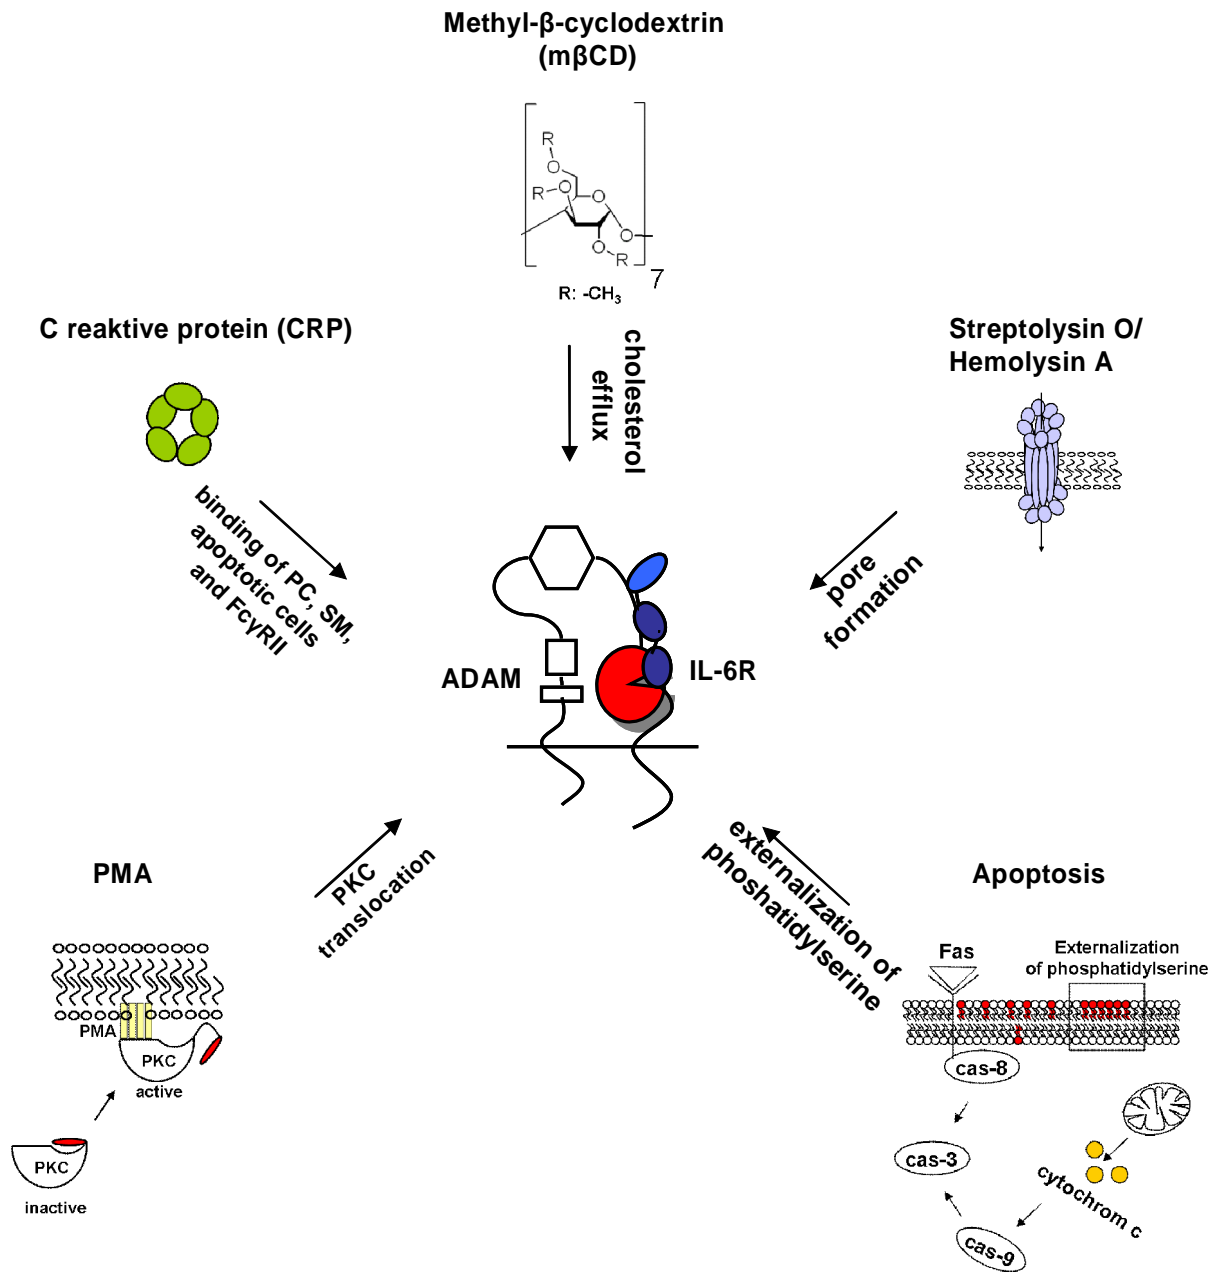 Methyl-β-cyclodextrin
(mβCD)
R
O
R
O
O
O
O
R
7
R: -CH₃
C reaktive protein (CRP)
Streptolysin O/
Hemolysin A
cholesterol
efflux
binding of PC, SM,
apoptotic cells
and FcγRII
pore
formation
ADAM
IL-6R
PMA
PKC
translocation
externalization of
phoshatidylserine
Apoptosis
PMA
PKC
active
PKC
inactive
Fas
Externalization
of phosphatidylserine
cas-8
cas-3
cytochrom c
cas-9